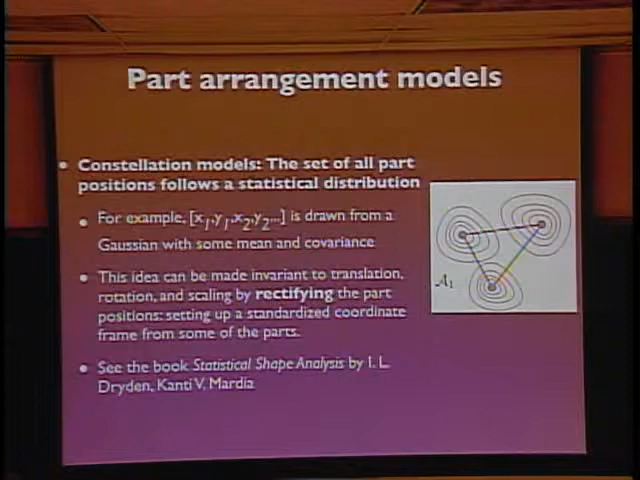 Part arrangement models
• Constellation models: The set of all part
positions follows a statistical distribution
• For example, [x1,y1,x2,y2...] is drawn from a
Gaussian with some mean and covariance
• This idea can be made invariant to translation,
rotation, and scaling by rectifying the part
positions: setting up a standardized coordinate
frame from some of the parts.
• See the book Statistical Shape Analysis by I. L.
Dryden, Kanti V. Mardia
A1